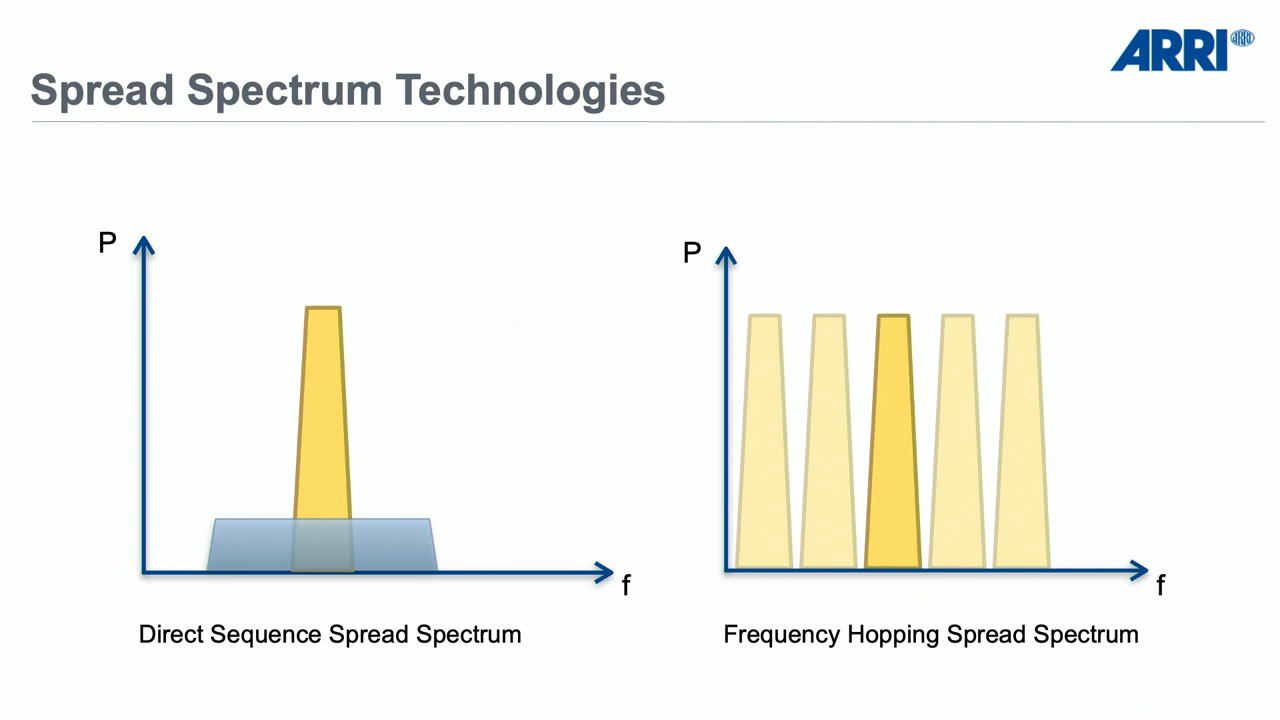 ARRI
Spread Spectrum Technologies
P
f
Direct Sequence Spread Spectrum
P
f
Frequency Hopping Spread Spectrum